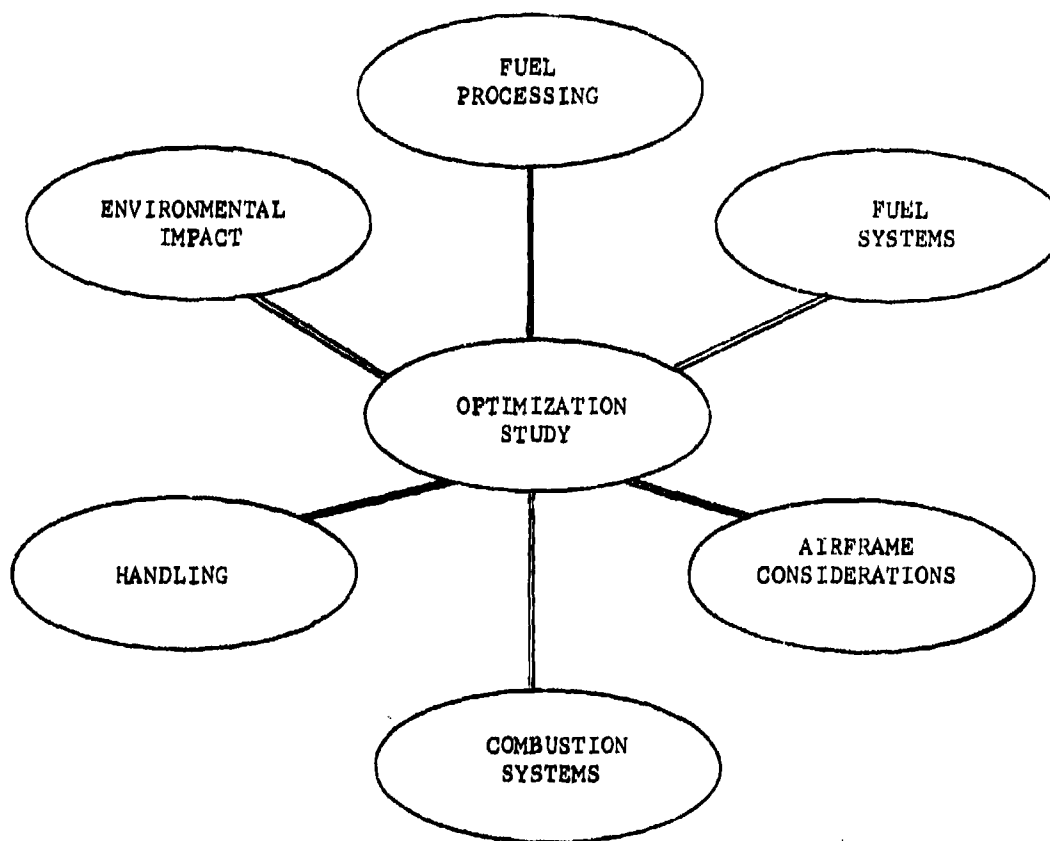 FUEL
PROCESSING
ENVIRONMENTAL
IMPACT
FUEL
SYSTEMS
OPTIMIZATION
STUDY
HANDLING
AIRFRAME
CONSIDERATIONS
COMBUSTION
SYSTEMS